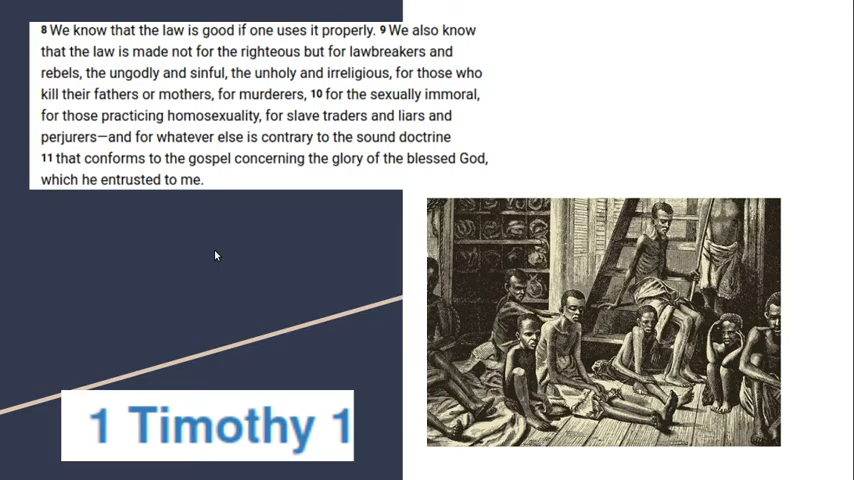 8 We know that the law is good if one uses it properly. 9 We also know
that the law is made not for the righteous but for lawbreakers and
rebels, the ungodly and sinful, the unholy and irreligious, for those who
kill their fathers or mothers, for murderers, 10 for the sexually immoral,
for those practicing homosexuality, for slave traders and liars and
perjurers—and for whatever else is contrary to the sound doctrine
11 that conforms to the gospel concerning the glory of the blessed God,
which he entrusted to me.
1 Timothy 1